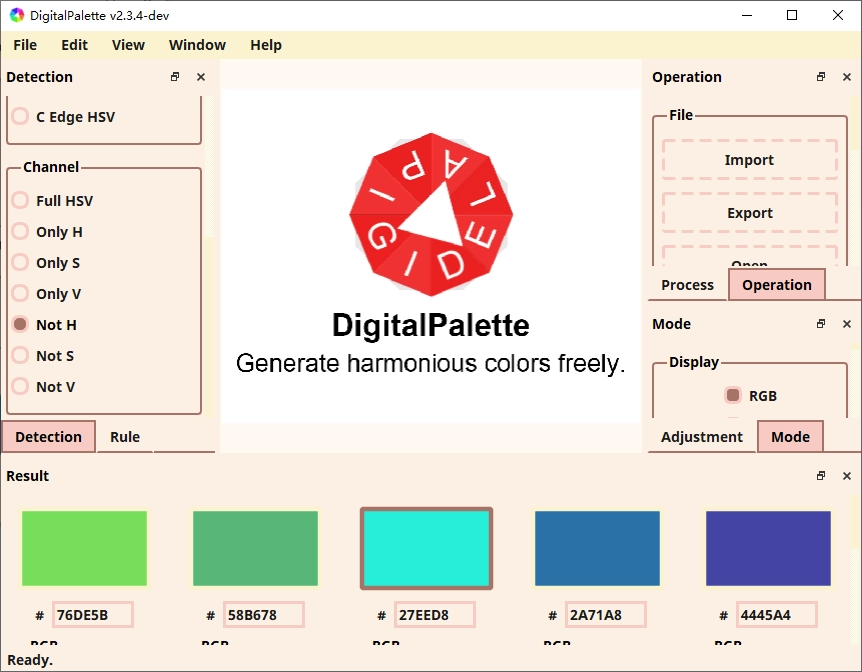 DigitalPalette v2.3.4-dev
File Edit View Window Help
Detection
C Edge HSV
Channel
Full HSV
Only H
Only S
Only V
Not H
Not S
Not V
Detection Rule
DIGITAL PALETTE
DigitalPalette
Generate harmonious colors freely.
Operation
File
Import
Export
Open
Process Operation
Mode
Display
RGB
Adjustment Mode
Result
# 76DE5B # 58B678 # 27EED8 # 2A71A8 # 4445A4
RGB RGB RGB RGB RGB
Ready.